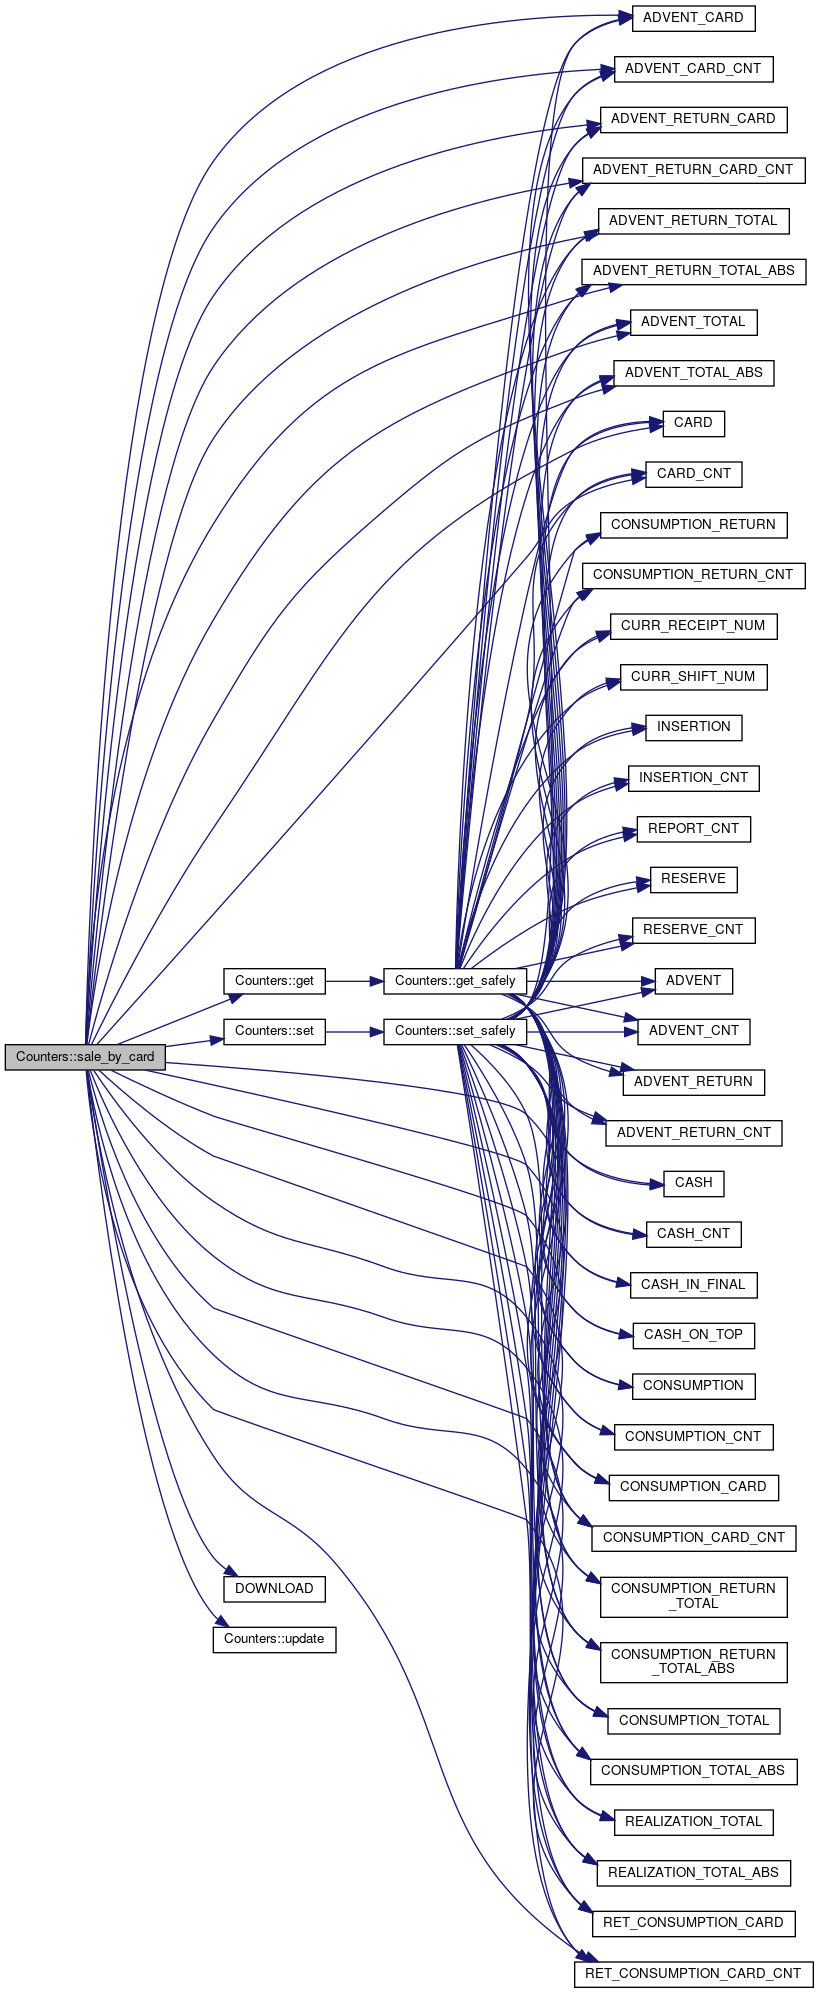 ADVENT_CARD
ADVENT_CARD_CNT
ADVENT_RETURN_CARD
ADVENT_RETURN_CARD_CNT
ADVENT_RETURN_TOTAL
ADVENT_RETURN_TOTAL_ABS
ADVENT_TOTAL
ADVENT_TOTAL_ABS
CARD
CARD_CNT
CONSUMPTION_RETURN
CONSUMPTION_RETURN_CNT
CURR_RECEIPT_NUM
CURR_SHIFT_NUM
INSERTION
INSERTION_CNT
REPORT_CNT
RESERVE
RESERVE_CNT
Counters::get
Counters::get_safely
ADVENT
Counters::set
Counters::set_safely
ADVENT_CNT
Counters::sale_by_card
ADVENT_RETURN
ADVENT_RETURN_CNT
CASH
CASH_CNT
CASH_IN_FINAL
CASH_ON_TOP
CONSUMPTION
CONSUMPTION_CNT
CONSUMPTION_CARD
CONSUMPTION_CARD_CNT
DOWNLOAD
CONSUMPTION_RETURN
_TOTAL
Counters::update
CONSUMPTION_RETURN
_TOTAL_ABS
CONSUMPTION_TOTAL
CONSUMPTION_TOTAL_ABS
REALIZATION_TOTAL
REALIZATION_TOTAL_ABS
RET_CONSUMPTION_CARD
RET_CONSUMPTION_CARD_CNT